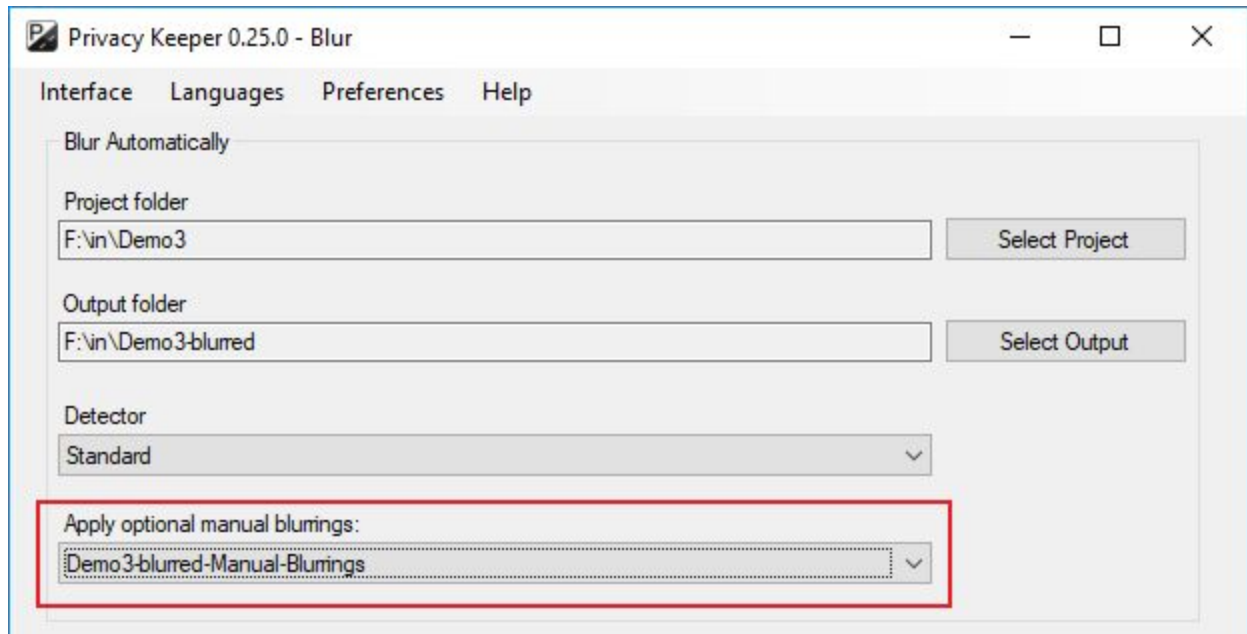 Privacy Keeper 0.25.0 - Blur
Interface Languages Preferences Help
Blur Automatically
Project folder
F:\in\Demo3 Select Project
Output folder
F:\in\Demo3-blurred Select Output
Detector
Standard
Apply optional manual blurrings:
Demo3-blurred-Manual-Blurrings